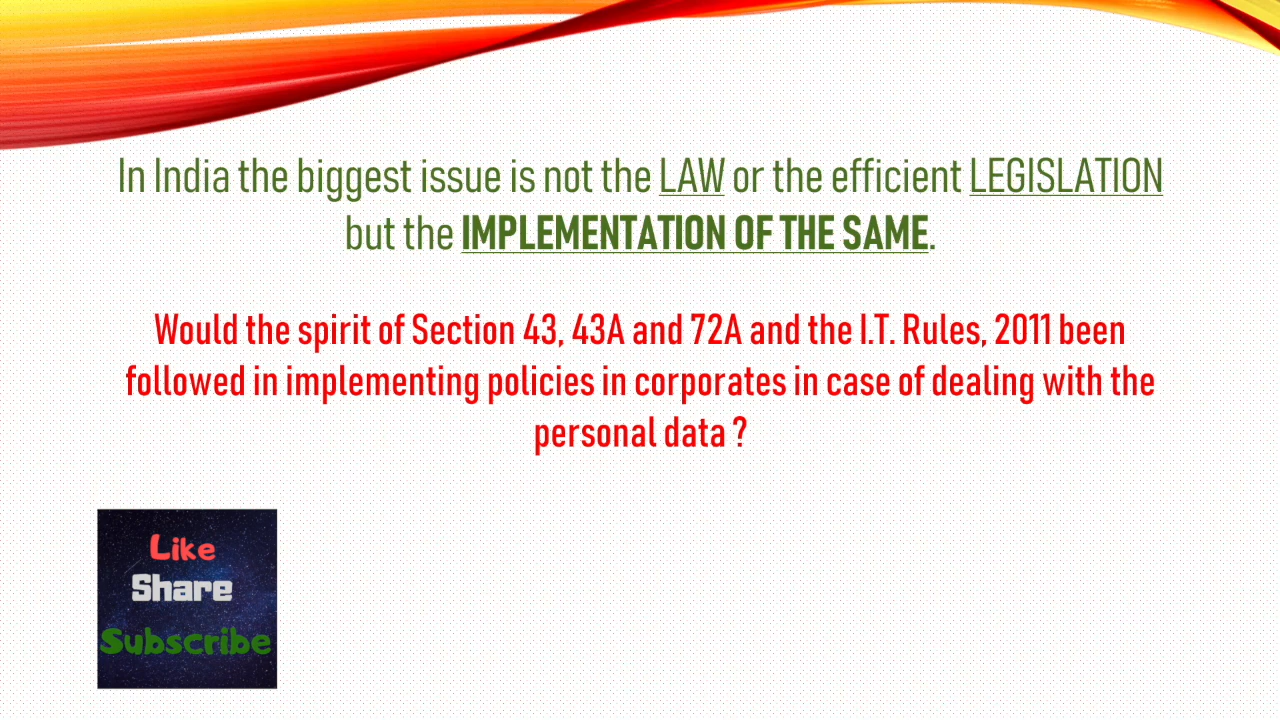 In India the biggest issue is not the LAW or the efficient LEGISLATION
but the IMPLEMENTATION OF THE SAME.
Would the spirit of Section 43, 43A and 72A and the I.T. Rules, 2011 been
followed in implementing policies in corporates in case of dealing with the
personal data ?
Like
Share
Subscribe